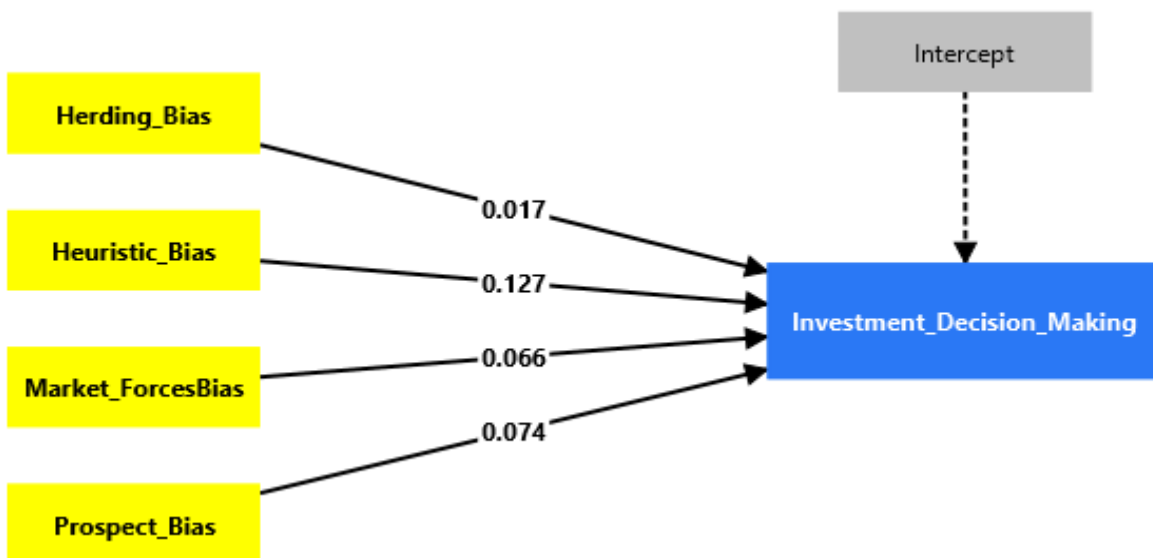 Intercept
Herding_Bias
0.017
Heuristic_Bias
0.127
Investment_Decision_Making
0.066
Market_ForcesBias
0.074
Prospect_Bias